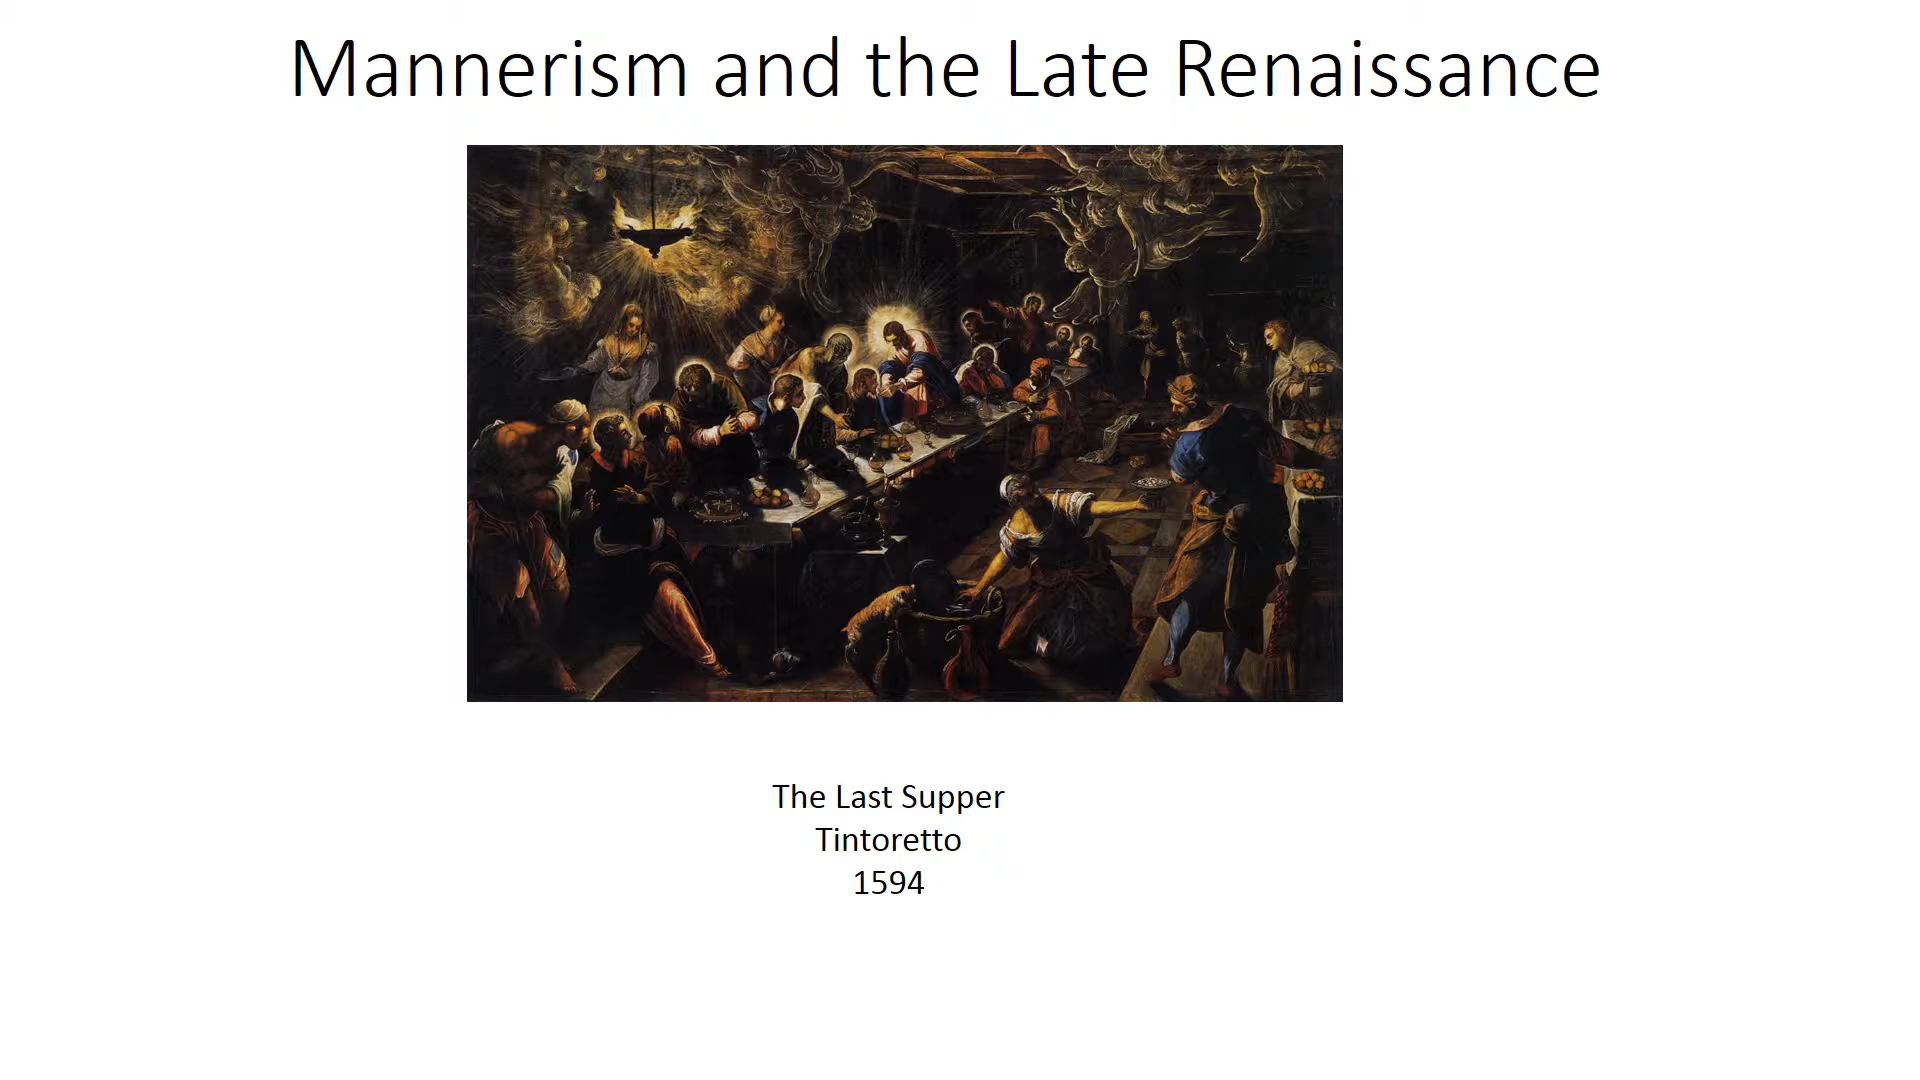 Mannerism and the Late Renaissance
The Last Supper
Tintoretto
1594